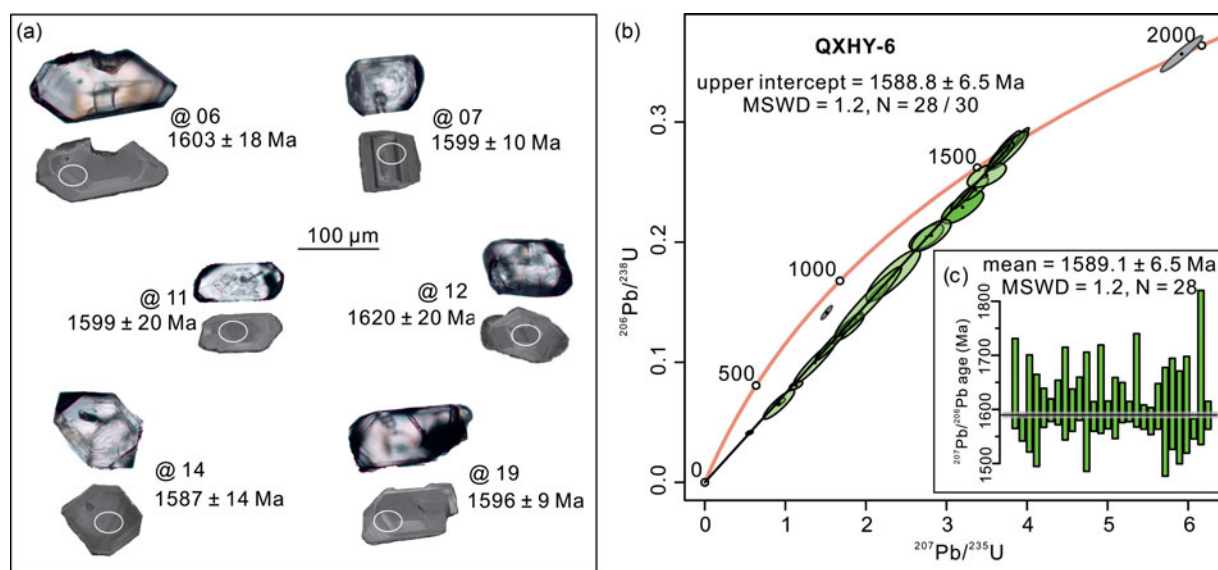 (a)
@ 06
1603 ± 18 Ma
@ 07
1599 ± 10 Ma
100 µm
@ 11
1599 ± 20 Ma
@ 12
1620 ± 20 Ma
@ 14
1587 ± 14 Ma
@ 19
1596 ± 9 Ma
(b)
QXHY-6
upper intercept = 1588.8 ± 6.5 Ma
MSWD = 1.2, N = 28 / 30
2000
1500
1000
500
0
0.3
0.2
0.1
0.0
²⁰⁶Pb/²³⁸U
0 1 2 3 4 5 6
²⁰⁷Pb/²³⁵U
(c)
mean = 1589.1 ± 6.5 Ma
MSWD = 1.2, N = 28
1800
1700
1600
1500
²⁰⁷Pb/²⁰⁶Pb age (Ma)